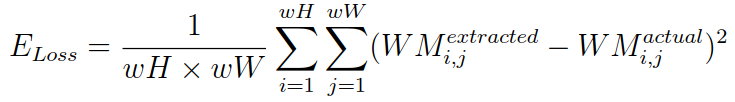 E_{Loss} = \frac{1}{wH \times wW} \sum_{i=1}^{wH} \sum_{j=1}^{wW} (WM_{i,j}^{extracted} - WM_{i,j}^{actual})^2